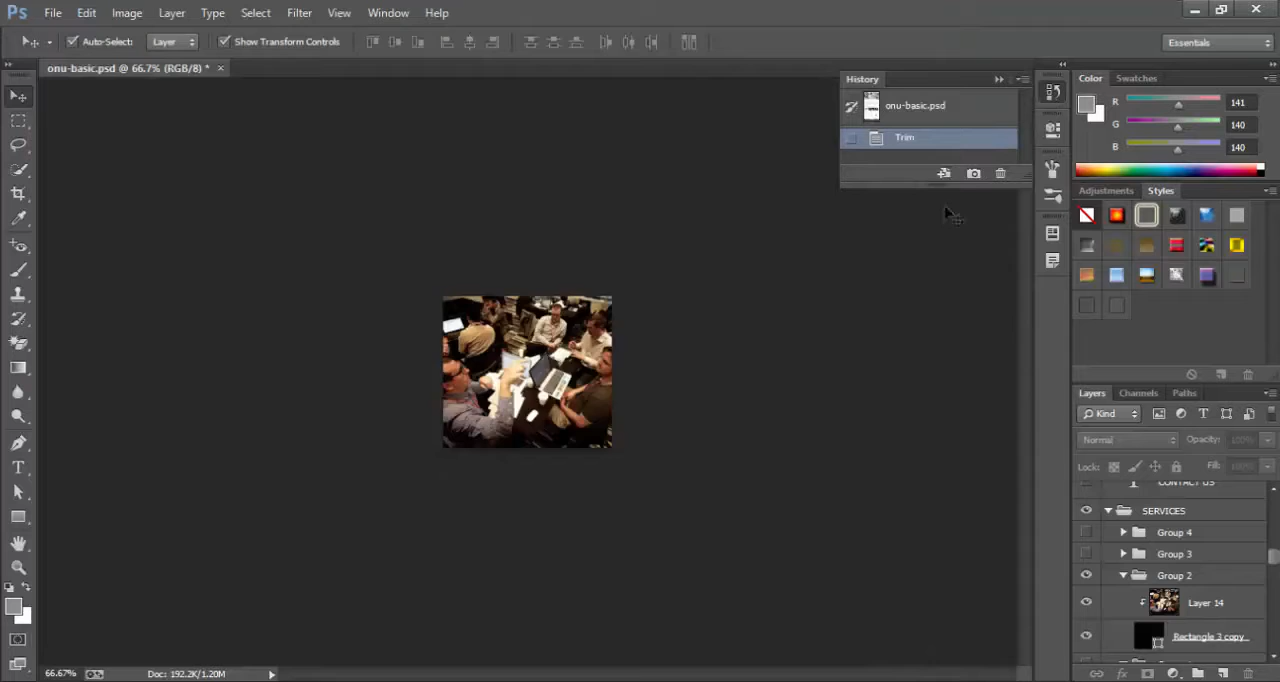 Ps File Edit Image Layer Type Select Filter View Window Help
Auto-Select: Layer Show Transform Controls Essentials
onu-basic.psd @ 66.7% (RGB/8) * ×
History
onu-basic.psd
Trim
Color Swatches
R 141
G 140
B 140
Adjustments Styles
Layers Channels Paths
Kind
Normal Opacity: 100%
Lock: Fill: 100%
CONTACT US
SERVICES
Group 4
Group 3
Group 2
Layer 14
Rectangle 3 copy
66.67% Doc: 192.2K/1.20M